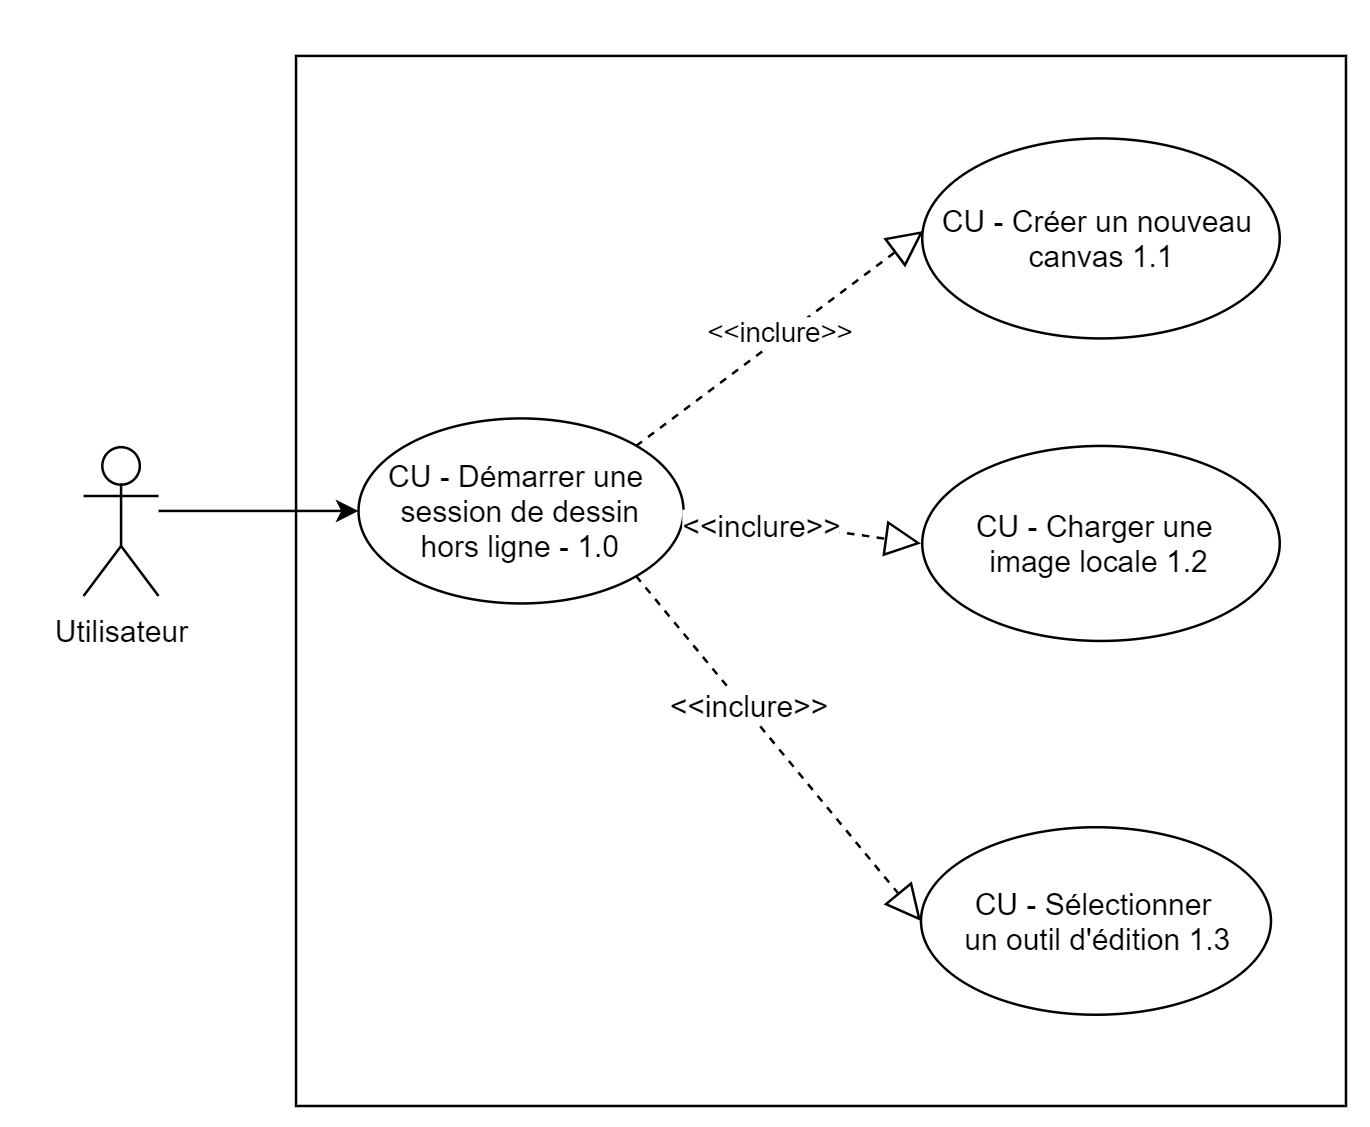 CU - Créer un nouveau
canvas 1.1
<<inclure>>
CU - Démarrer une
session de dessin
hors ligne - 1.0
<<inclure>>
CU - Charger une
image locale 1.2
Utilisateur
<<inclure>>
CU - Sélectionner
un outil d'édition 1.3